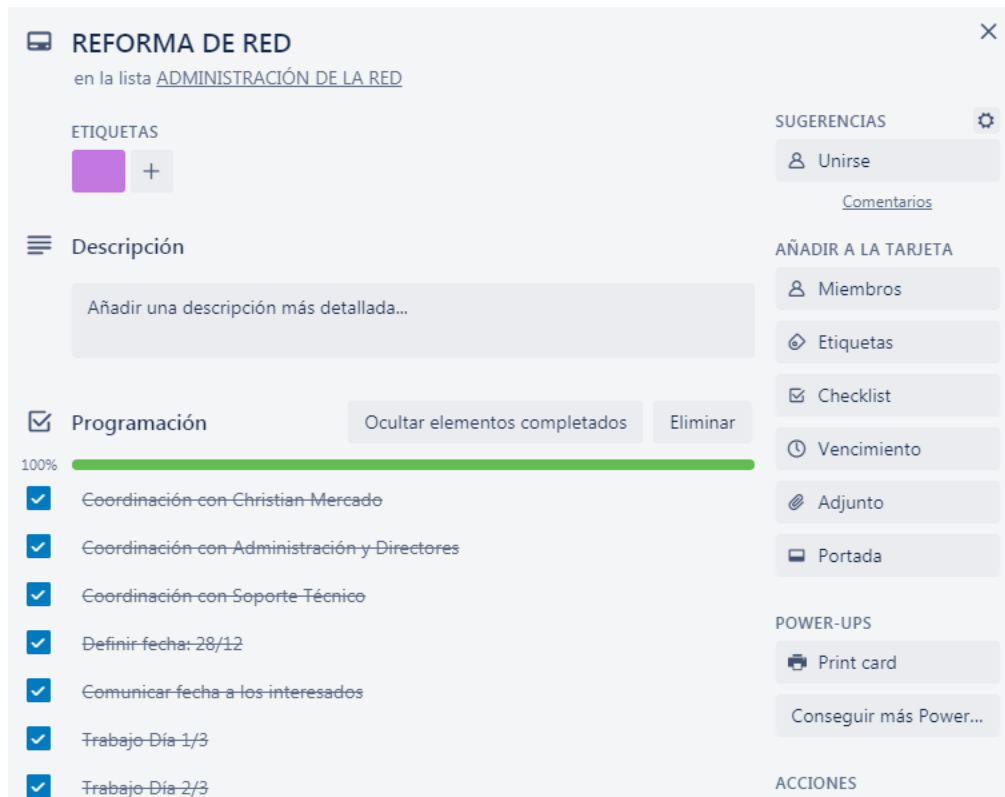 REFORMA DE RED
en la lista ADMINISTRACIÓN DE LA RED
ETIQUETAS
+
Descripción
Añadir una descripción más detallada...
Programación
Ocultar elementos completados
Eliminar
100%
Coordinación con Christian Mercado
Coordinación con Administración y Directores
Coordinación con Soporte Técnico
Definir fecha: 28/12
Comunicar fecha a los interesados
Trabajo Día 1/3
Trabajo Día 2/3
SUGERENCIAS
Unirse
Comentarios
AÑADIR A LA TARJETA
Miembros
Etiquetas
Checklist
Vencimiento
Adjunto
Portada
POWER-UPS
Print card
Conseguir más Power...
ACCIONES